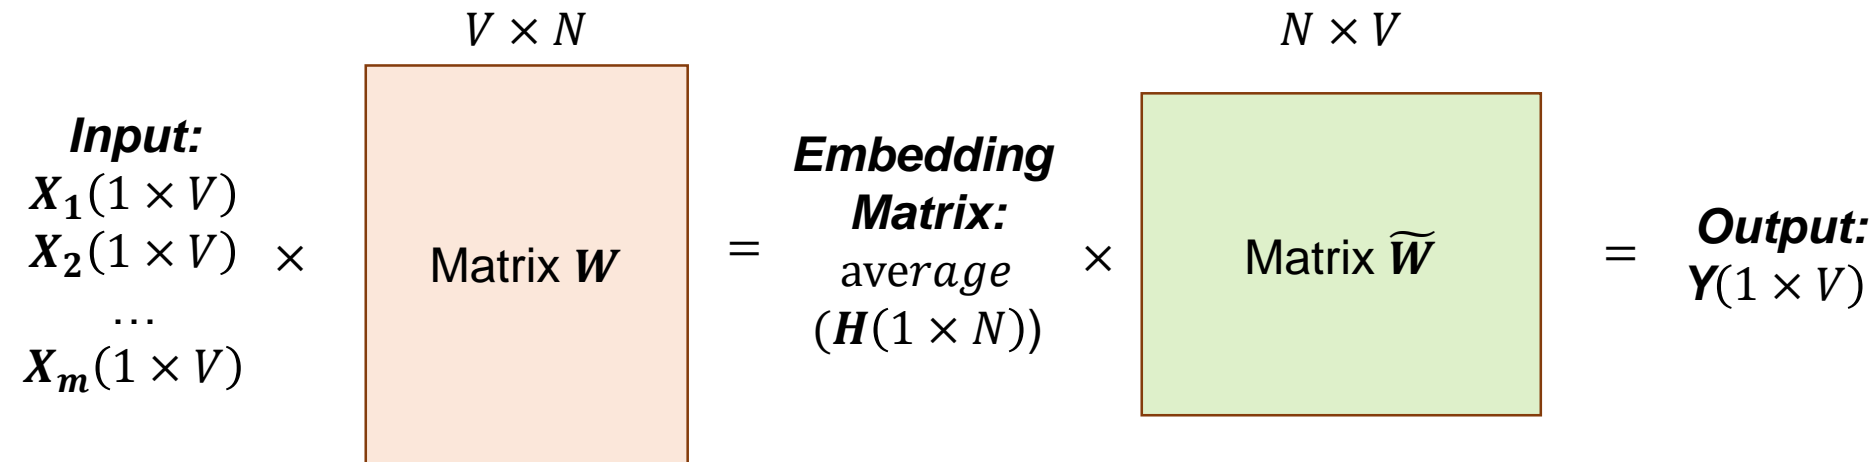 V × N
N × V
Input:
X₁(1 × V)
X₂(1 × V)
…
Xₘ(1 × V)
×
Matrix W
=
Embedding
Matrix:
average
(H(1 × N))
×
Matrix W̃
=
Output:
Y(1 × V)